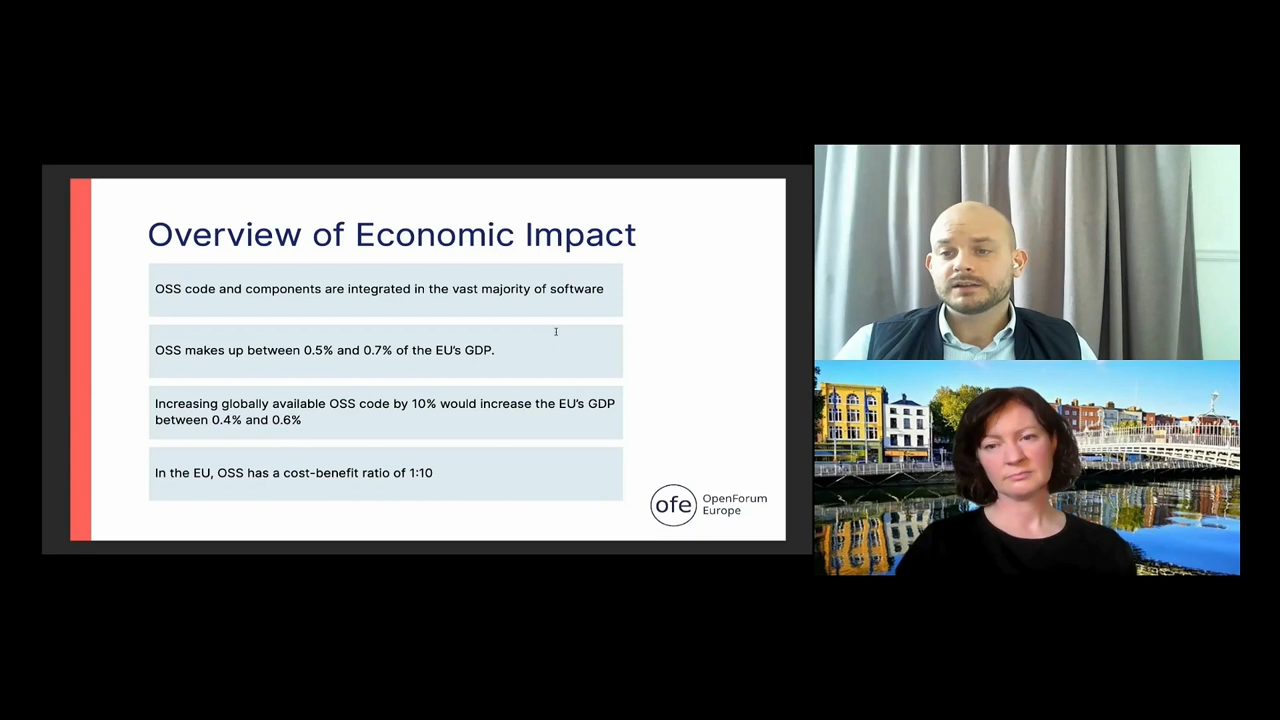 Overview of Economic Impact
OSS code and components are integrated in the vast majority of software
OSS makes up between 0.5% and 0.7% of the EU's GDP.
Increasing globally available OSS code by 10% would increase the EU's GDP
between 0.4% and 0.6%
In the EU, OSS has a cost-benefit ratio of 1:10
ofe
OpenForum
Europe